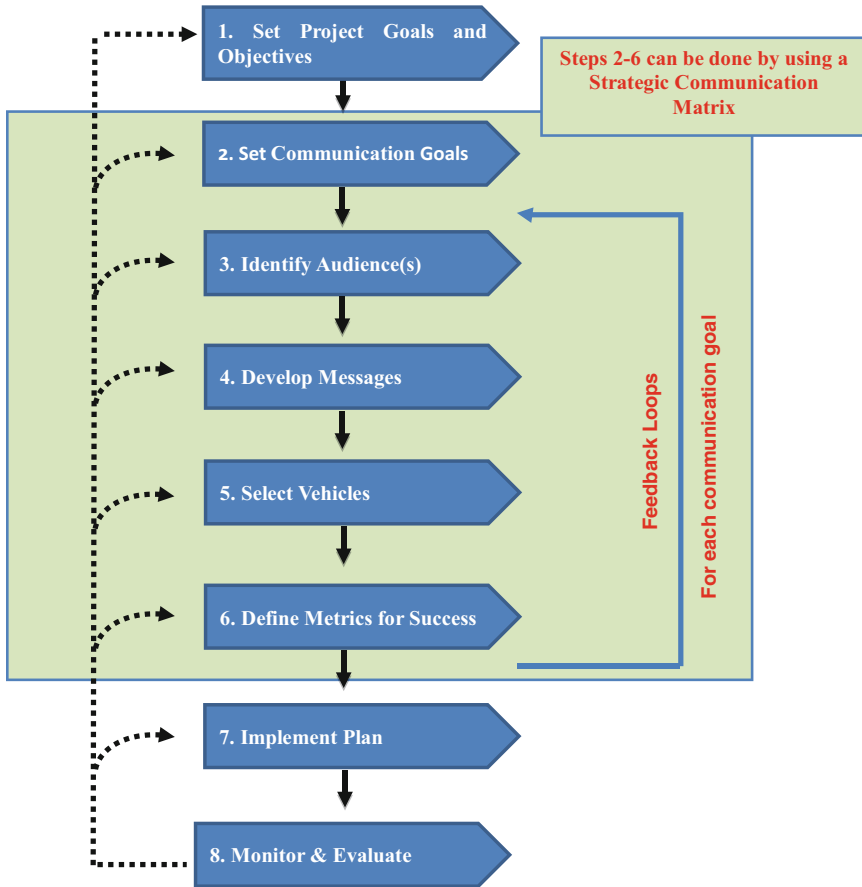 1. Set Project Goals and
Objectives
Steps 2-6 can be done by using a
Strategic Communication
Matrix
2. Set Communication Goals
3. Identify Audience(s)
4. Develop Messages
5. Select Vehicles
6. Define Metrics for Success
Feedback Loops
For each communication goal
7. Implement Plan
8. Monitor & Evaluate